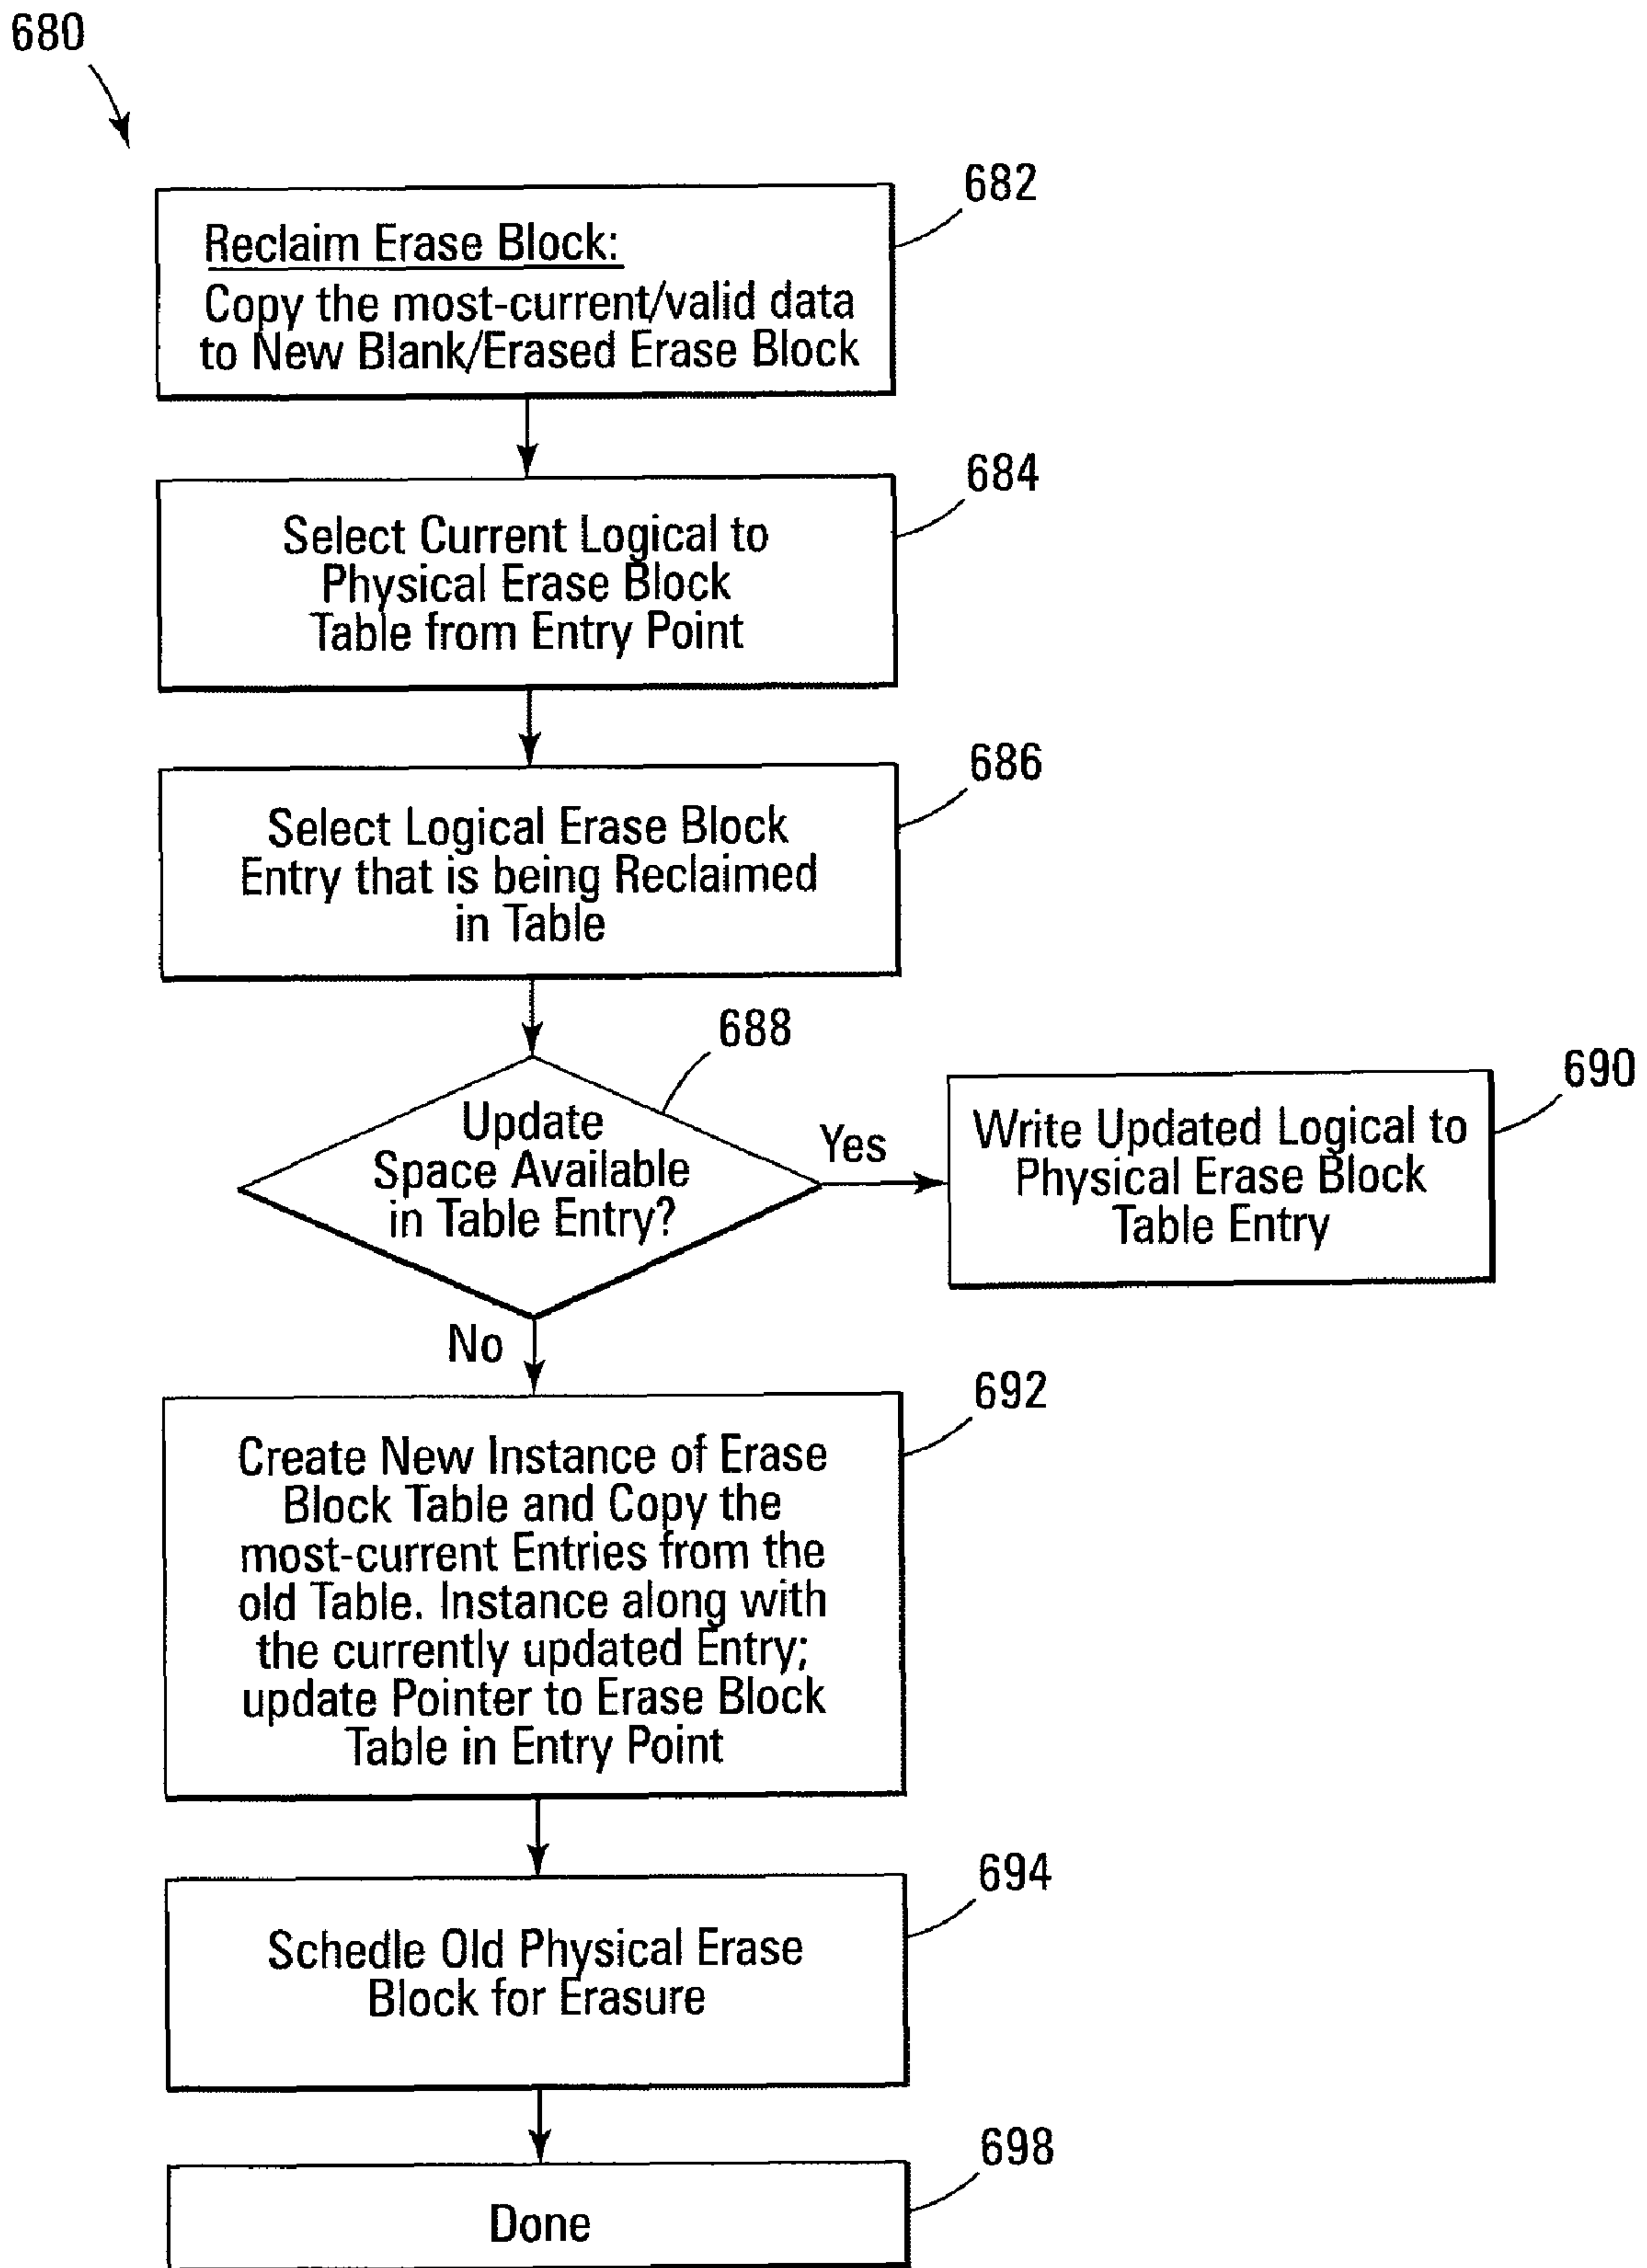 680
682
Reclaim Erase Block:
Copy the most-current/valid data
to New Blank/Erased Erase Block
684
Select Current Logical to
Physical Erase Block
Table from Entry Point
686
Select Logical Erase Block
Entry that is being Reclaimed
in Table
688
Update
Space Available
in Table Entry?
Yes
690
Write Updated Logical to
Physical Erase Block
Table Entry
No
692
Create New Instance of Erase
Block Table and Copy the
most-current Entries from the
old Table. Instance along with
the currently updated Entry;
update Pointer to Erase Block
Table in Entry Point
694
Schedle Old Physical Erase
Block for Erasure
698
Done